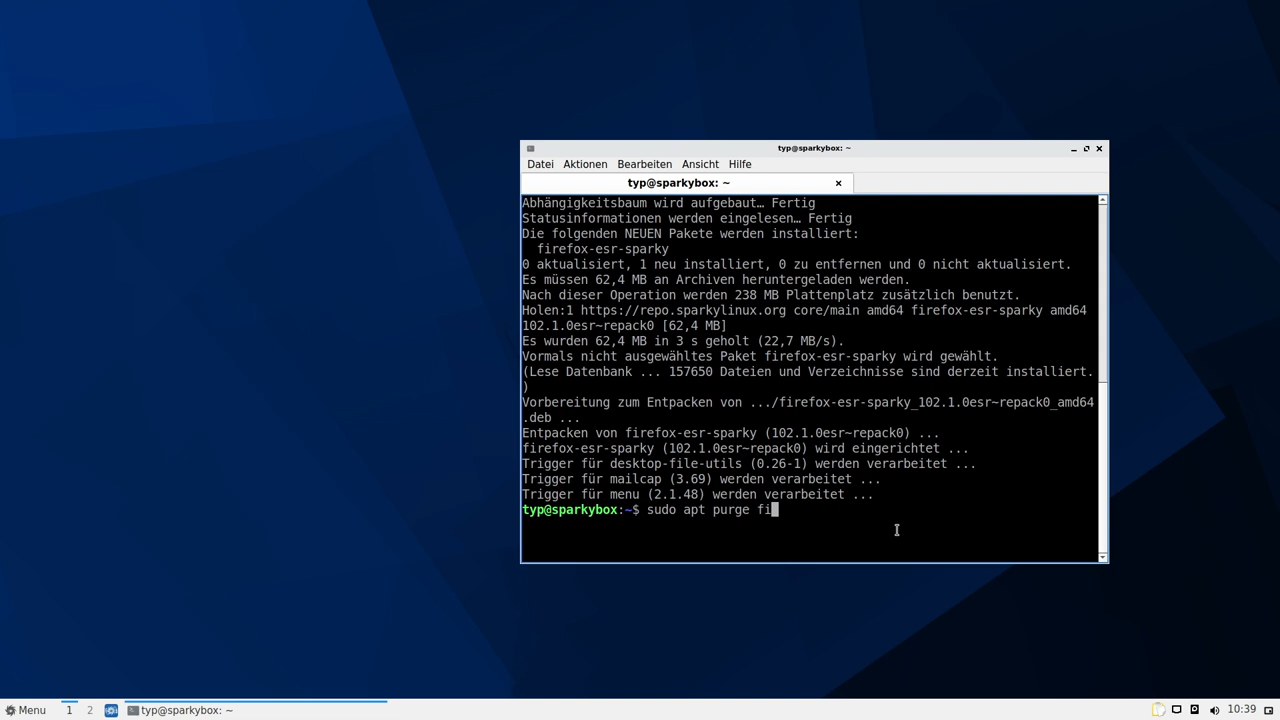 typ@sparkybox: ~
Datei Aktionen Bearbeiten Ansicht Hilfe
typ@sparkybox: ~
Abhängigkeitsbaum wird aufgebaut… Fertig
Statusinformationen werden eingelesen… Fertig
Die folgenden NEUEN Pakete werden installiert:
firefox-esr-sparky
0 aktualisiert, 1 neu installiert, 0 zu entfernen und 0 nicht aktualisiert.
Es müssen 62,4 MB an Archiven heruntergeladen werden.
Nach dieser Operation werden 238 MB Plattenplatz zusätzlich benutzt.
Holen:1 https://repo.sparkylinux.org core/main amd64 firefox-esr-sparky amd64
102.1.0esr~repack0 [62,4 MB]
Es wurden 62,4 MB in 3 s geholt (22,7 MB/s).
Vormals nicht ausgewähltes Paket firefox-esr-sparky wird gewählt.
(Lese Datenbank ... 157650 Dateien und Verzeichnisse sind derzeit installiert.
)
Vorbereitung zum Entpacken von .../firefox-esr-sparky_102.1.0esr~repack0_amd64
.deb ...
Entpacken von firefox-esr-sparky (102.1.0esr~repack0) ...
firefox-esr-sparky (102.1.0esr~repack0) wird eingerichtet ...
Trigger für desktop-file-utils (0.26-1) werden verarbeitet ...
Trigger für mailcap (3.69) werden verarbeitet ...
Trigger für menu (2.1.48) werden verarbeitet ...
typ@sparkybox:~$ sudo apt purge fi
Menu 1 2 typ@sparkybox: ~ 10:39